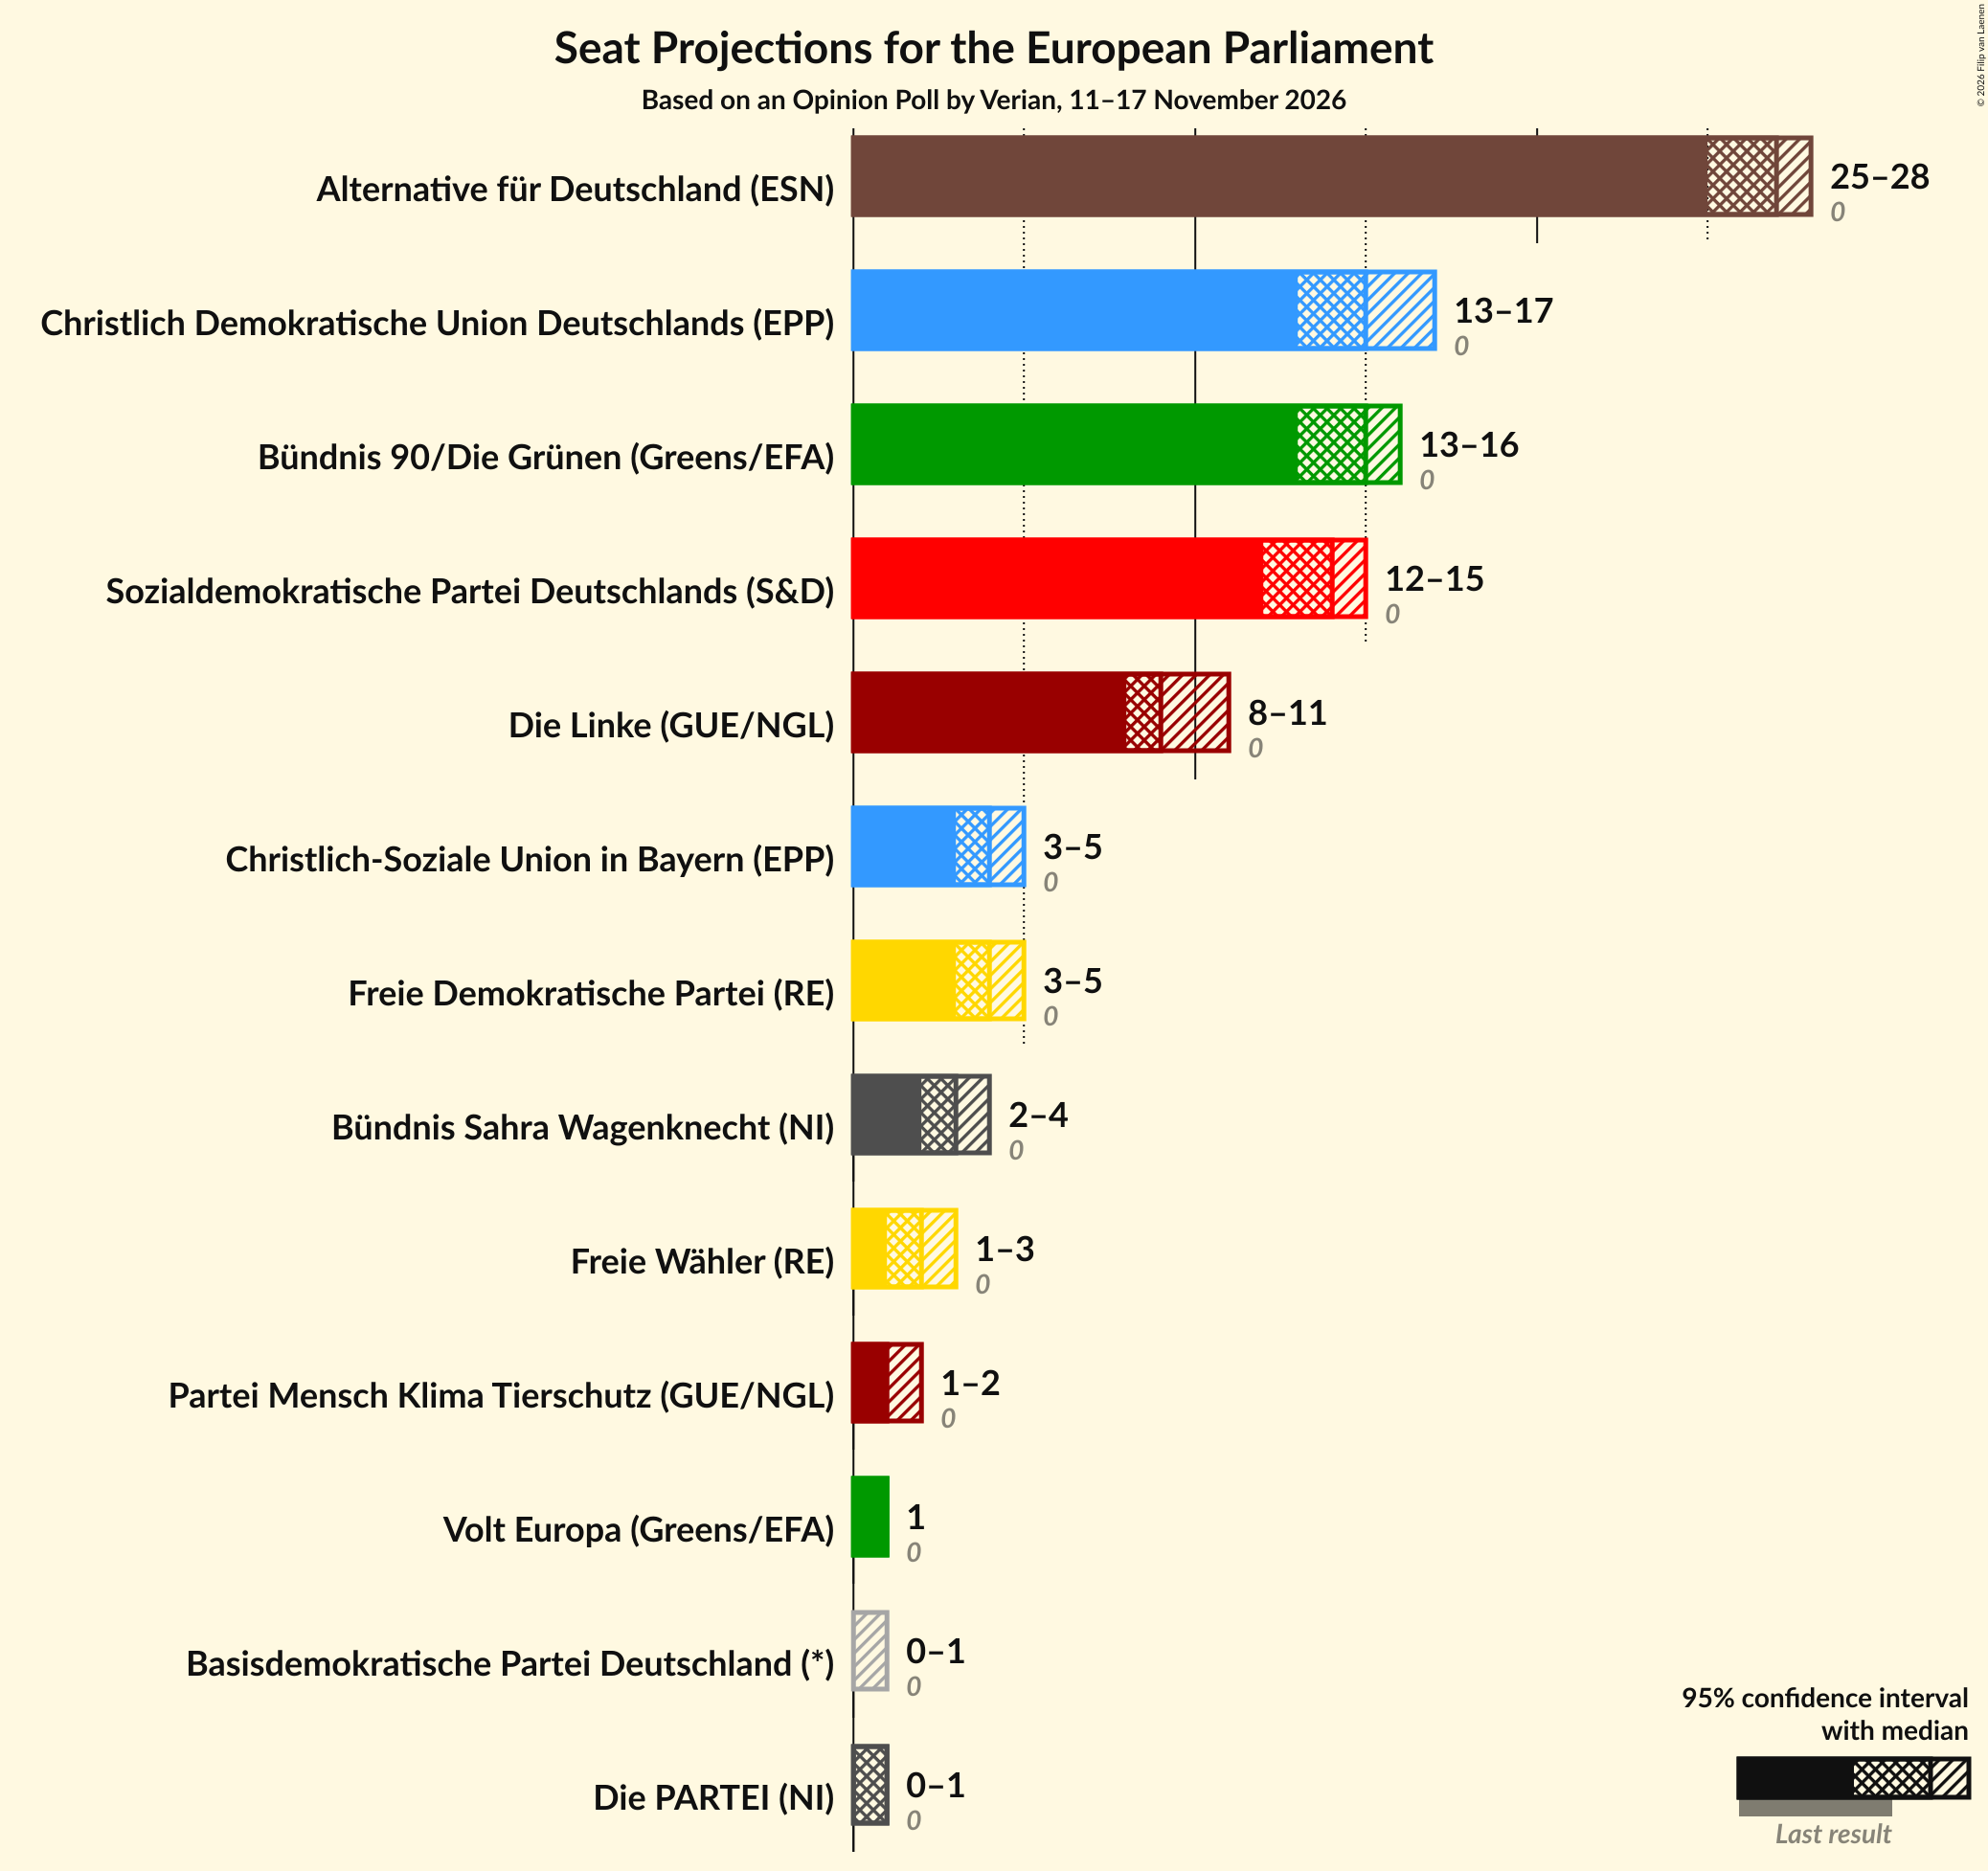 Seat Projections for the European Parliament
Based on an Opinion Poll by Verian, 11–17 November 2026
© 2026 Filip van Laenen
Alternative für Deutschland (ESN)
25–28
0
Christlich Demokratische Union Deutschlands (EPP)
13–17
0
Bündnis 90/Die Grünen (Greens/EFA)
13–16
0
Sozialdemokratische Partei Deutschlands (S&D)
12–15
0
Die Linke (GUE/NGL)
8–11
0
Christlich-Soziale Union in Bayern (EPP)
3–5
0
Freie Demokratische Partei (RE)
3–5
0
Bündnis Sahra Wagenknecht (NI)
2–4
0
Freie Wähler (RE)
1–3
0
Partei Mensch Klima Tierschutz (GUE/NGL)
1–2
0
Volt Europa (Greens/EFA)
1
0
Basisdemokratische Partei Deutschland (*)
0–1
0
Die PARTEI (NI)
0–1
0
95% confidence interval
with median
Last result